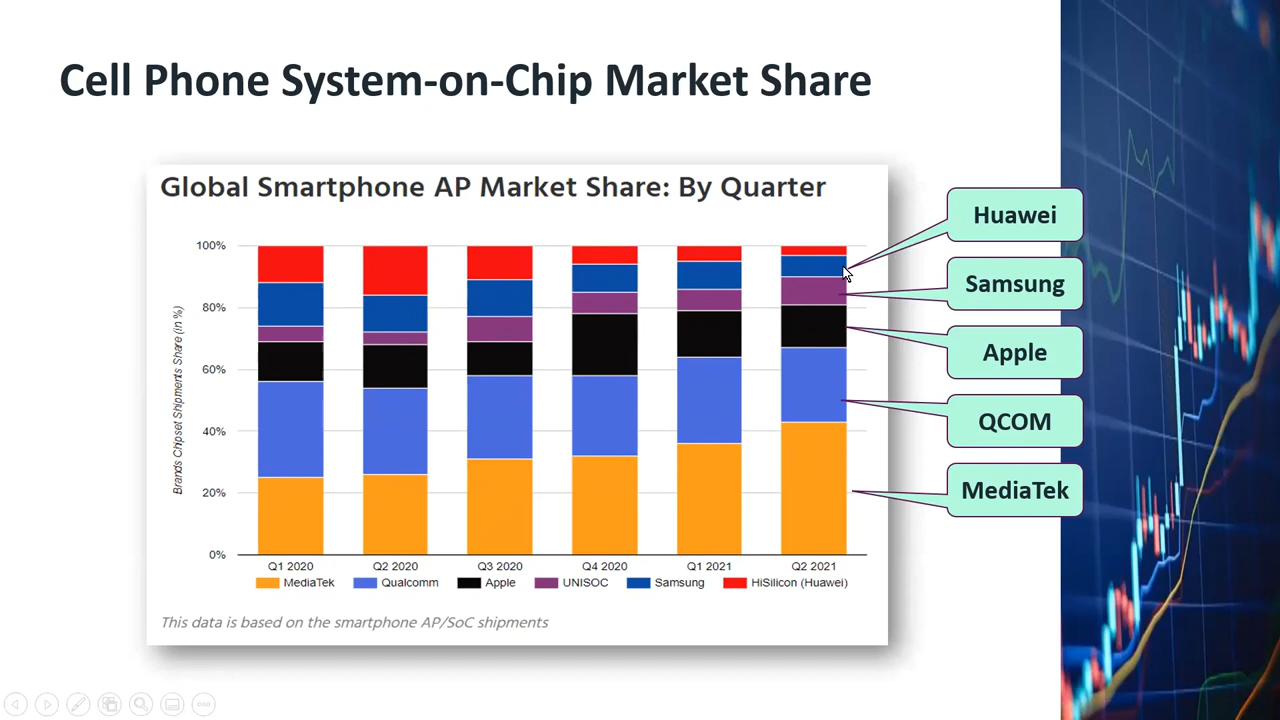 Cell Phone System-on-Chip Market Share
Global Smartphone AP Market Share: By Quarter
Brands Chipset Shipments Share (in %)
100%
80%
60%
40%
20%
0%
Q1 2020 Q2 2020 Q3 2020 Q4 2020 Q1 2021 Q2 2021
MediaTek Qualcomm Apple UNISOC Samsung HiSilicon (Huawei)
This data is based on the smartphone AP/SoC shipments
Huawei
Samsung
Apple
QCOM
MediaTek